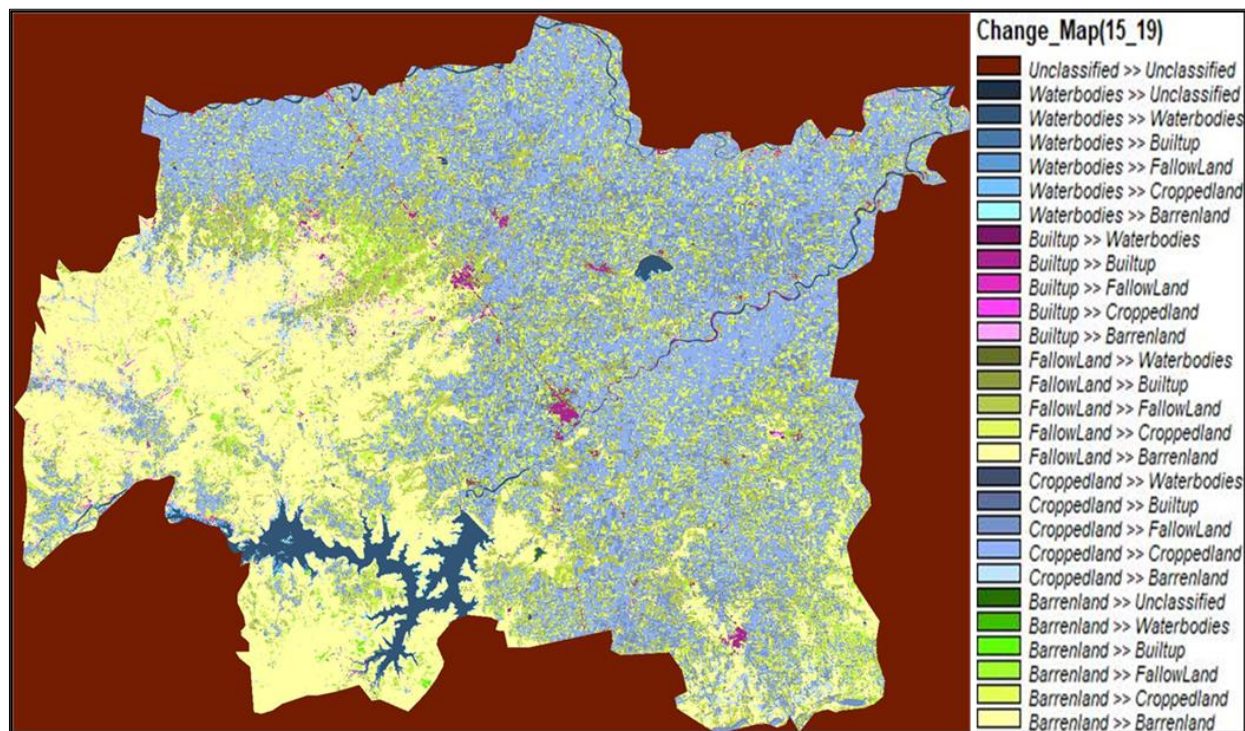 Change_Map(15_19)
Unclassified >> Unclassified
Waterbodies >> Unclassified
Waterbodies >> Waterbodies
Waterbodies >> Builtup
Waterbodies >> FallowLand
Waterbodies >> Croppedland
Waterbodies >> Barrenland
Builtup >> Waterbodies
Builtup >> Builtup
Builtup >> FallowLand
Builtup >> Croppedland
Builtup >> Barrenland
FallowLand >> Waterbodies
FallowLand >> Builtup
FallowLand >> FallowLand
FallowLand >> Croppedland
FallowLand >> Barrenland
Croppedland >> Waterbodies
Croppedland >> Builtup
Croppedland >> FallowLand
Croppedland >> Croppedland
Croppedland >> Barrenland
Barrenland >> Unclassified
Barrenland >> Waterbodies
Barrenland >> Builtup
Barrenland >> FallowLand
Barrenland >> Croppedland
Barrenland >> Barrenland